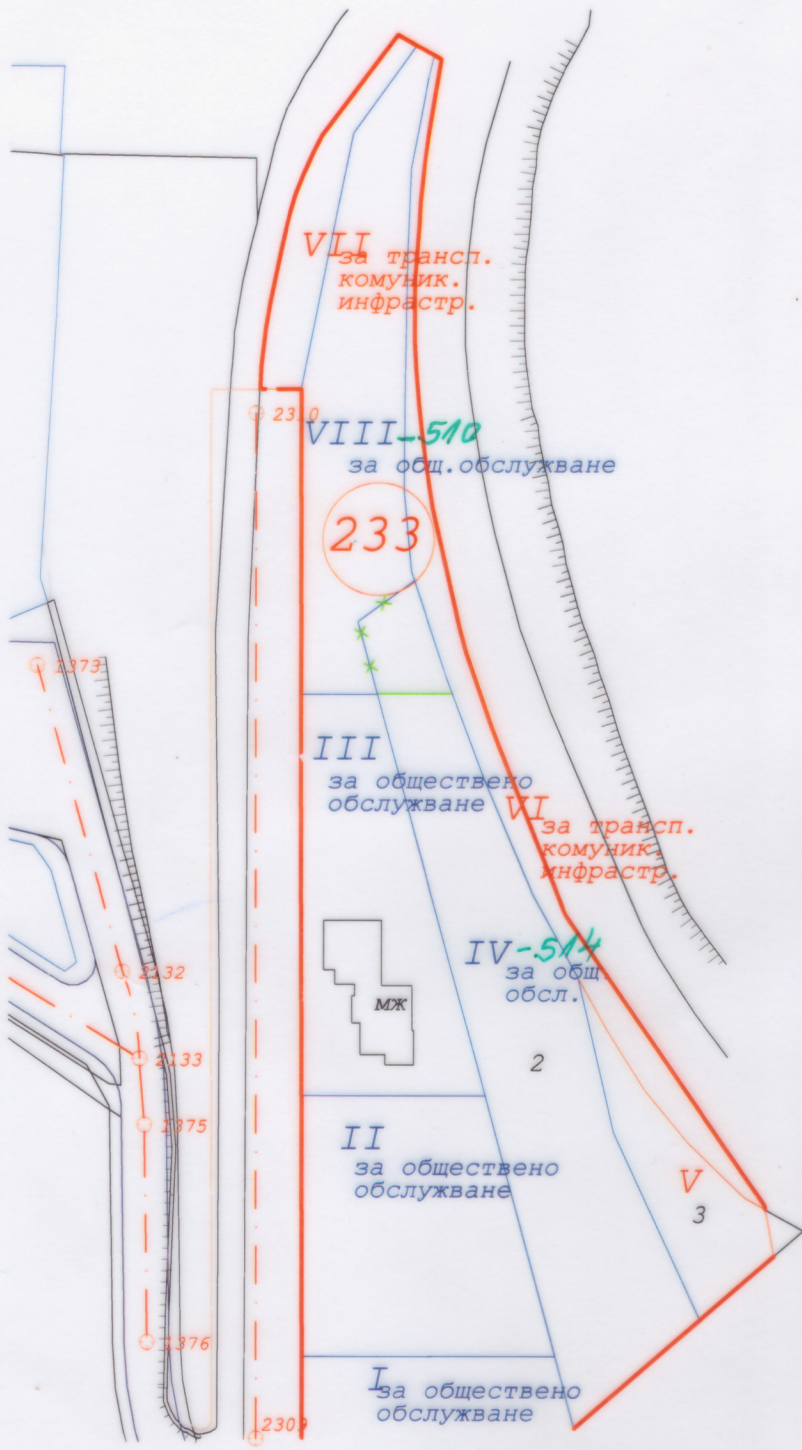 VII
за трансп.
комуник.
инфрастр.
2310
VIII-510
за общ.обслужване
233
1373
III
за обществено
обслужване
VI
за трансп.
комуник.
инфрастр.
IV-514
за общ.
обсл.
2132
МЖ
2133
2
1375
II
за обществено
обслужване
V
3
1376
I
за обществено
обслужване
2309